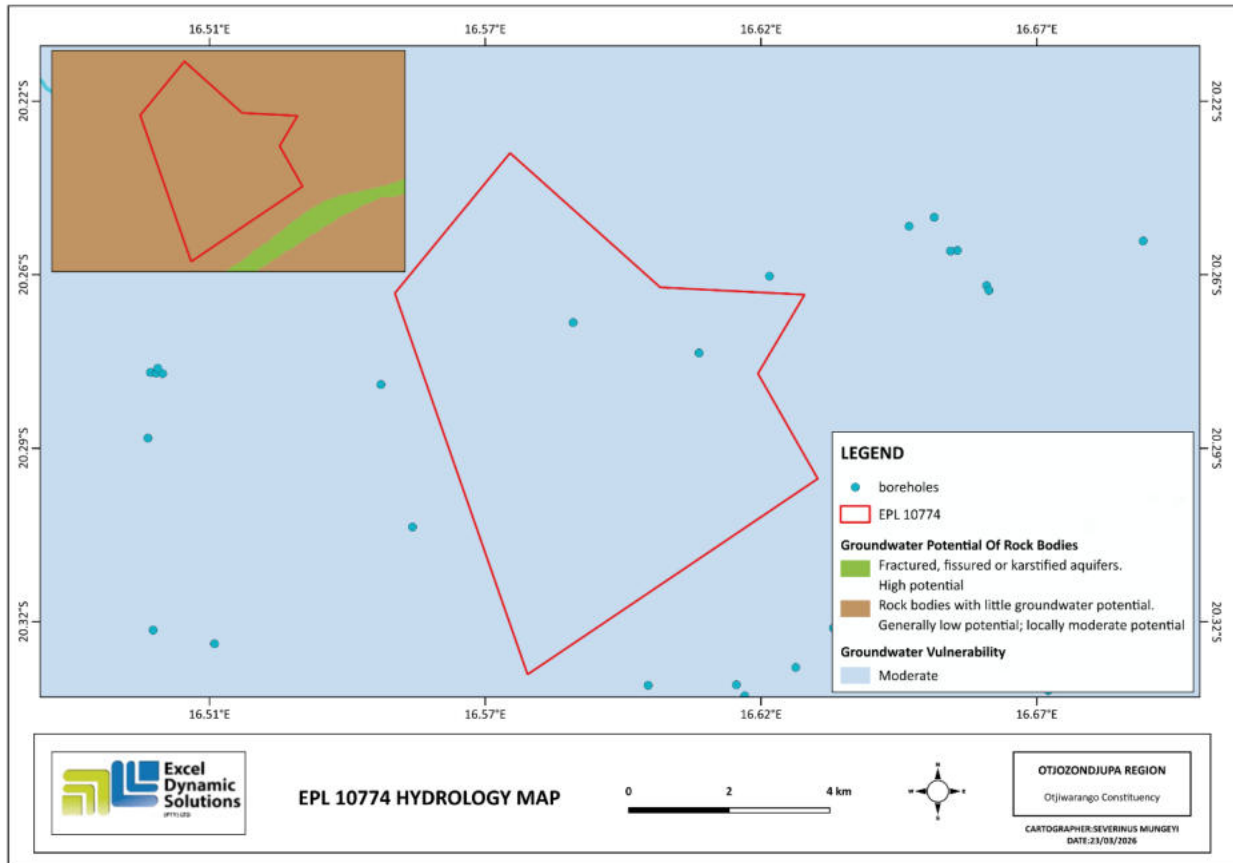 16.51°E 16.57°E 16.62°E 16.67°E
20.22°S 20.22°S
20.26°S 20.26°S
20.29°S 20.29°S
20.32°S 20.32°S
LEGEND
boreholes
EPL 10774
Groundwater Potential Of Rock Bodies
Fractured, fissured or karstified aquifers.
High potential
Rock bodies with little groundwater potential.
Generally low potential; locally moderate potential
Groundwater Vulnerability
Moderate
16.51°E 16.57°E 16.62°E 16.67°E
Excel
Dynamic
Solutions
(PTY) LTD
EPL 10774 HYDROLOGY MAP
0 2 4 km
N
W E
S
OTJOZONDJUPA REGION
Otjiwarango Constituency
CARTOGRAPHER:SEVERINUS MUNGEYI
DATE:23/03/2026